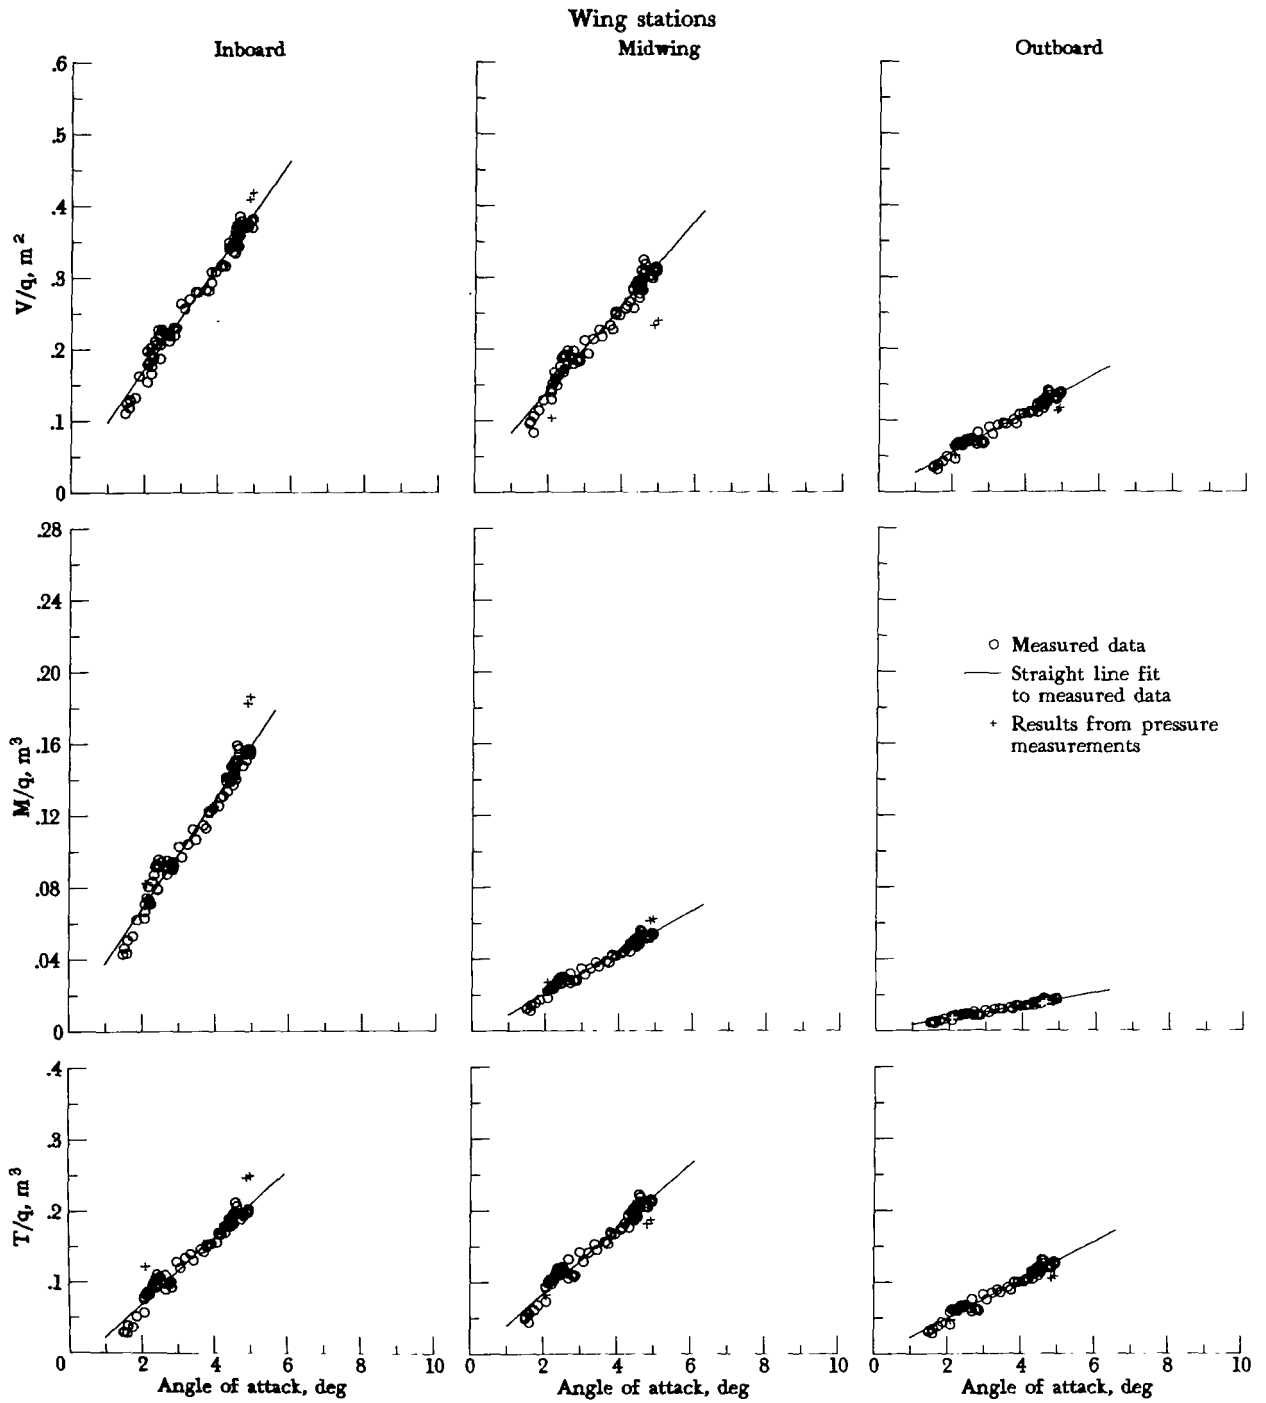 Wing stations
Inboard Midwing Outboard
.6
.5
.4
.3
.2
.1
0
V/q, m²
.28
.24
.20
.16
.12
.08
.04
0
M/q, m³
Measured data
Straight line fit
to measured data
Results from pressure
measurements
.4
.3
.2
.1
0
T/q, m³
0 2 4 6 8 10 0 2 4 6 8 10 0 2 4 6 8 10
Angle of attack, deg Angle of attack, deg Angle of attack, deg